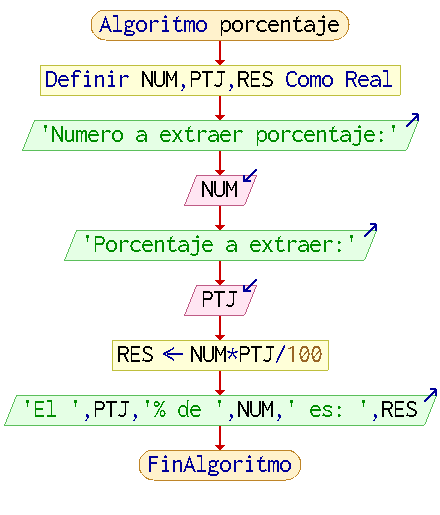 Algoritmo porcentaje
Definir NUM,PTJ,RES Como Real
'Numero a extraer porcentaje:'
NUM
'Porcentaje a extraer:'
PTJ
RES ← NUM*PTJ/100
'El ',PTJ,'% de ',NUM,' es: ',RES
FinAlgoritmo